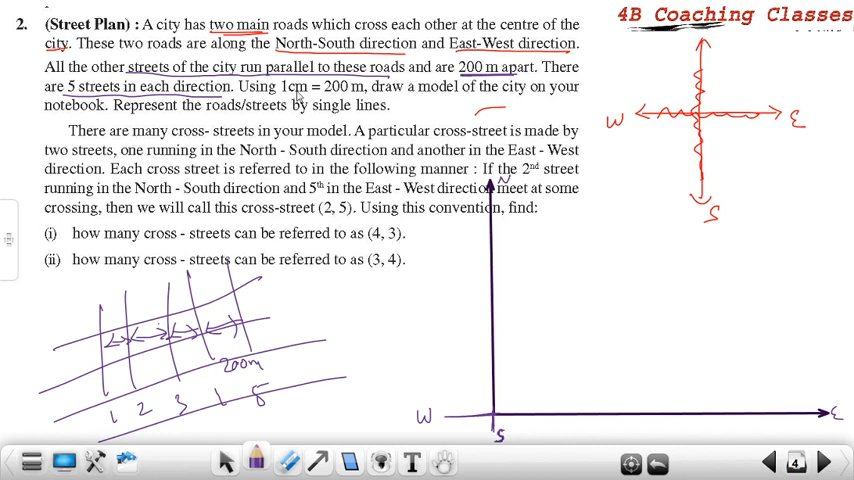 4B Coaching Classes
2. (Street Plan) : A city has two main roads which cross each other at the centre of the
city. These two roads are along the North-South direction and East-West direction.
All the other streets of the city run parallel to these roads and are 200 m apart. There
are 5 streets in each direction. Using 1cm = 200 m, draw a model of the city on your
notebook. Represent the roads/streets by single lines.
There are many cross- streets in your model. A particular cross-street is made by
two streets, one running in the North - South direction and another in the East - West
direction. Each cross street is referred to in the following manner : If the 2nd street
running in the North - South direction and 5th in the East - West direction meet at some
crossing, then we will call this cross-street (2, 5). Using this convention, find:
(i) how many cross - streets can be referred to as (4, 3).
(ii) how many cross - streets can be referred to as (3, 4).
W E
S
N
200m
1 2 3
W E
S
4